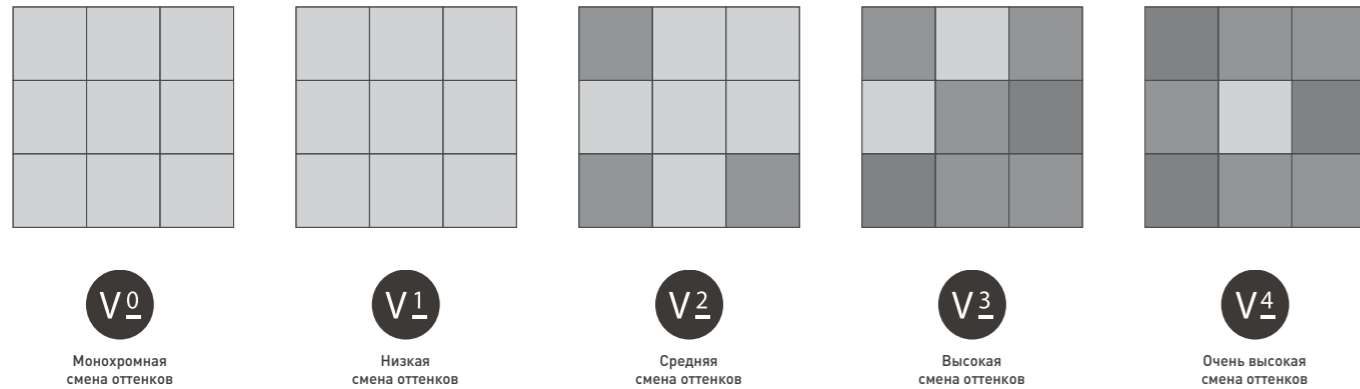 V0
Монохромная
смена оттенков
V1
Низкая
смена оттенков
V2
Средняя
смена оттенков
V3
Высокая
смена оттенков
V4
Очень высокая
смена оттенков